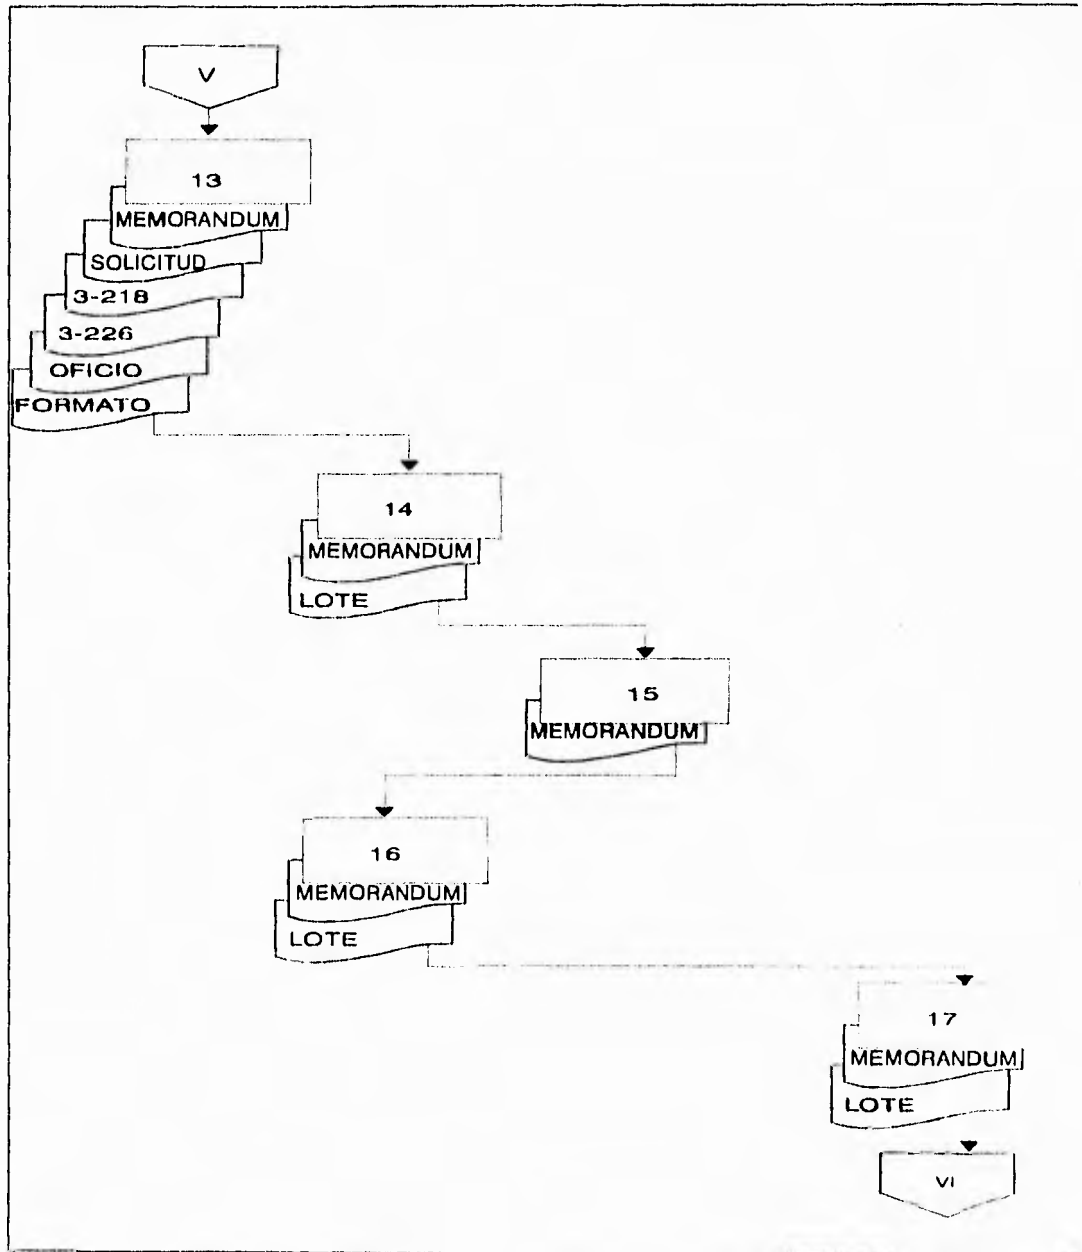 V
13
MEMORANDUM
SOLICITUD
3-218
3-226
OFICIO
FORMATO
14
MEMORANDUM
LOTE
15
MEMORANDUM
16
MEMORANDUM
LOTE
17
MEMORANDUM
LOTE
VI